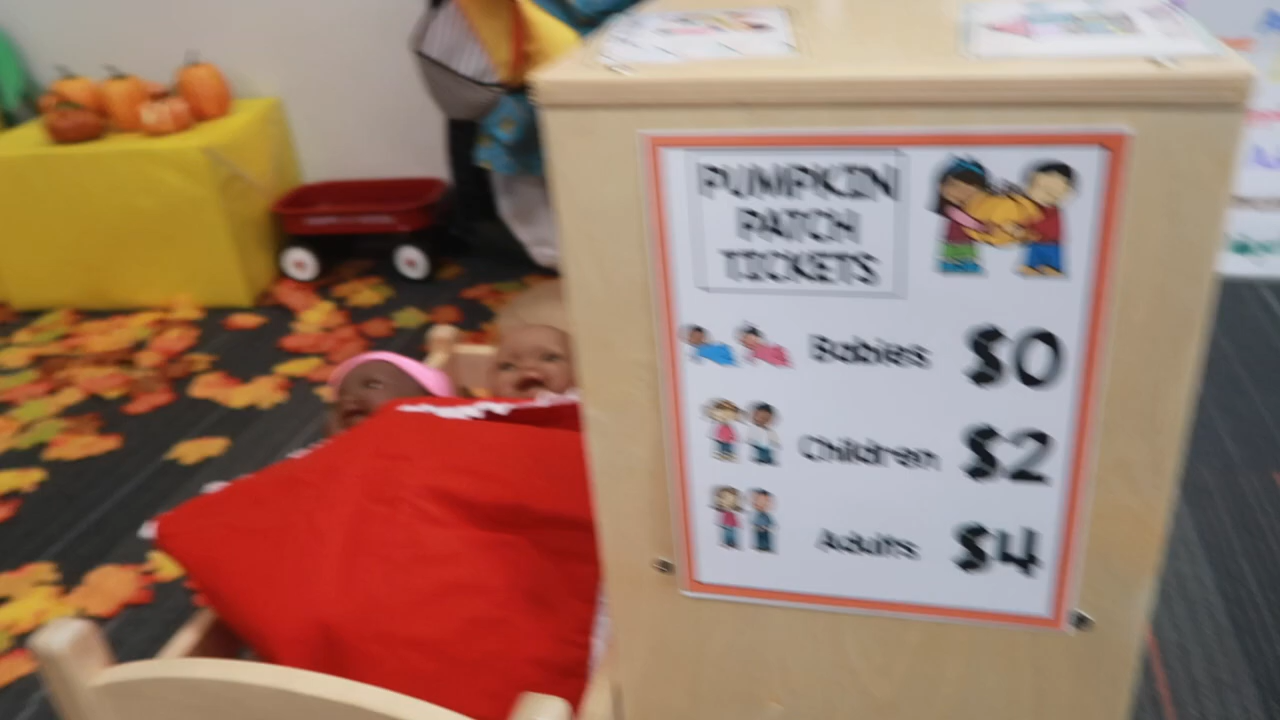 PUMPKIN
PATCH
TICKETS
Babies $0
Children $2
Adults $4